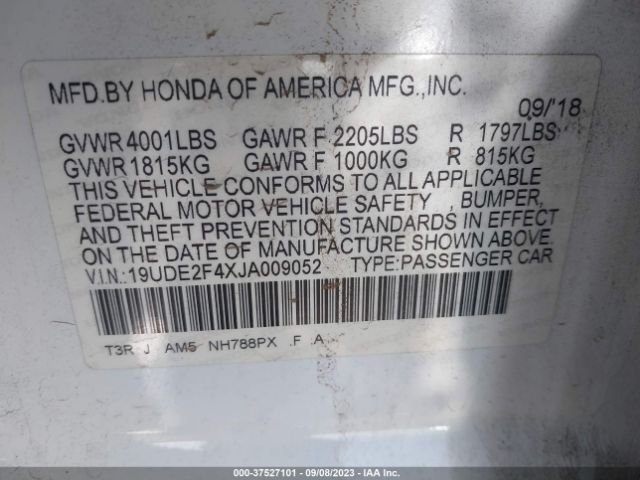 MFD.BY HONDA OF AMERICA MFG.,INC.
09/'18
GVWR 4001LBS GAWR F 2205LBS R 1797LBS
GVWR 1815KG GAWR F 1000KG R 815KG
THIS VEHICLE CONFORMS TO ALL APPLICABLE
FEDERAL MOTOR VEHICLE SAFETY , BUMPER,
AND THEFT PREVENTION STANDARDS IN EFFECT
ON THE DATE OF MANUFACTURE SHOWN ABOVE.
V.I.N.:19UDE2F4XJA009052 TYPE:PASSENGER CAR
T3R J AM5 NH788PX .F .A
000-37527101 - 09/08/2023 - IAA Inc.